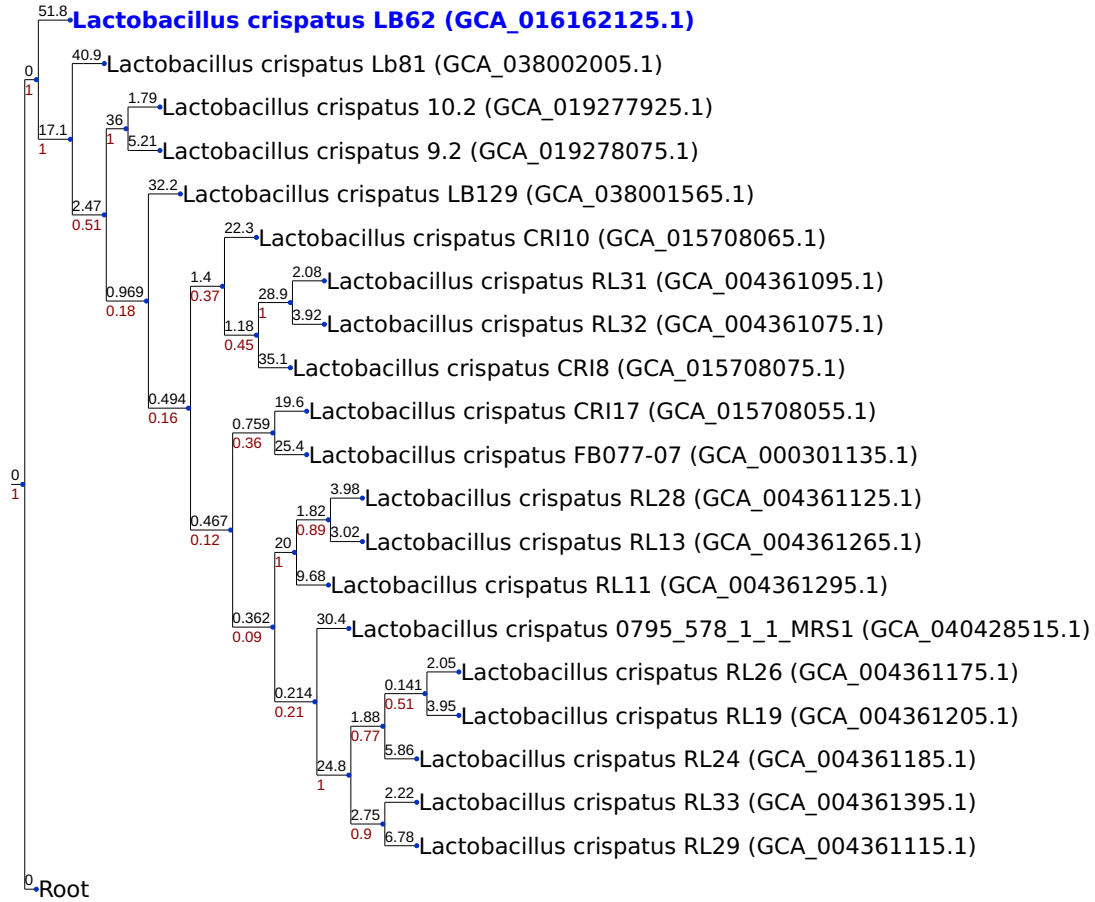 51.8 Lactobacillus crispatus LB62 (GCA_016162125.1)
40.9 Lactobacillus crispatus Lb81 (GCA_038002005.1)
0
1
1.79 Lactobacillus crispatus 10.2 (GCA_019277925.1)
36
17.1
1
1
5.21 Lactobacillus crispatus 9.2 (GCA_019278075.1)
32.2 Lactobacillus crispatus LB129 (GCA_038001565.1)
2.47
0.51
22.3 Lactobacillus crispatus CRI10 (GCA_015708065.1)
2.08 Lactobacillus crispatus RL31 (GCA_004361095.1)
1.4
0.37
28.9
1
0.969
0.18
3.92 Lactobacillus crispatus RL32 (GCA_004361075.1)
1.18
0.45
35.1 Lactobacillus crispatus CRI8 (GCA_015708075.1)
0.494
0.16
19.6 Lactobacillus crispatus CRI17 (GCA_015708055.1)
0.759
0.36
25.4 Lactobacillus crispatus FB077-07 (GCA_000301135.1)
0
1
3.98 Lactobacillus crispatus RL28 (GCA_004361125.1)
1.82
0.89
0.467
0.12
3.02 Lactobacillus crispatus RL13 (GCA_004361265.1)
20
1
9.68 Lactobacillus crispatus RL11 (GCA_004361295.1)
0.362
0.09
30.4 Lactobacillus crispatus 0795_578_1_1_MRS1 (GCA_040428515.1)
2.05 Lactobacillus crispatus RL26 (GCA_004361175.1)
0.141
0.51
0.214
0.21
3.95 Lactobacillus crispatus RL19 (GCA_004361205.1)
1.88
0.77
5.86 Lactobacillus crispatus RL24 (GCA_004361185.1)
24.8
1
2.22 Lactobacillus crispatus RL33 (GCA_004361395.1)
2.75
0.9
6.78 Lactobacillus crispatus RL29 (GCA_004361115.1)
0 Root